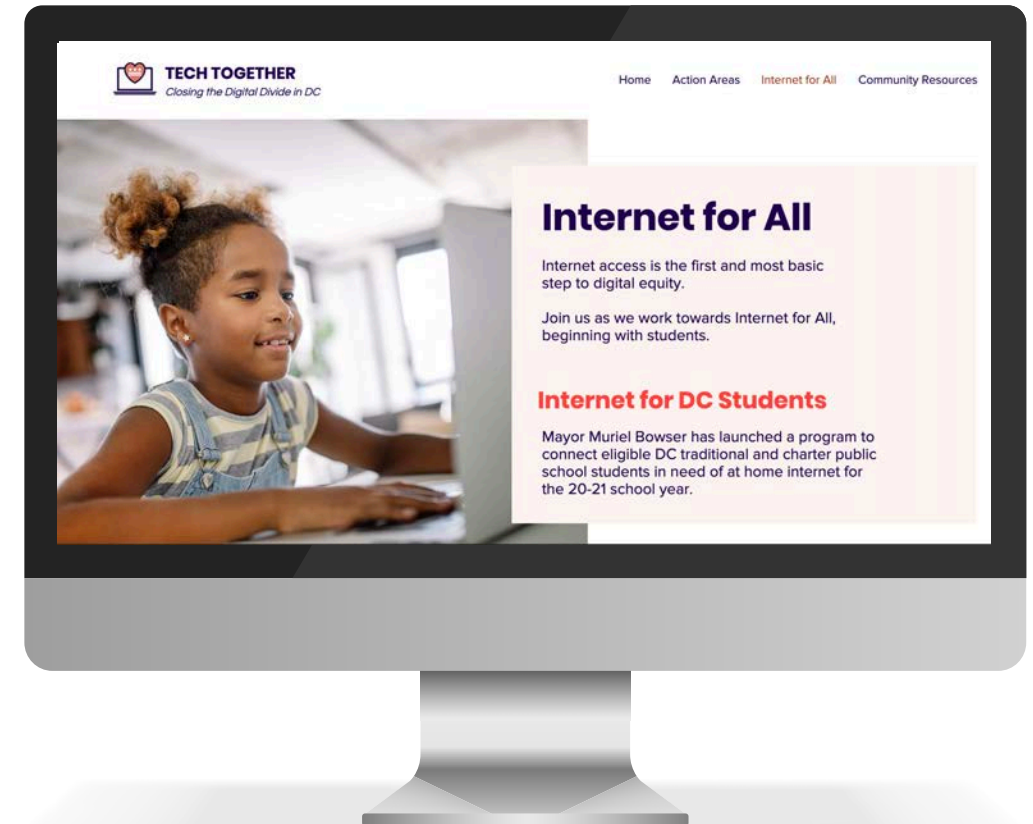 TECH TOGETHER
Closing the Digital Divide in DC
Home Action Areas Internet for All Community Resources
Internet for All
Internet access is the first and most basic
step to digital equity.
Join us as we work towards Internet for All,
beginning with students.
Internet for DC Students
Mayor Muriel Bowser has launched a program to
connect eligible DC traditional and charter public
school students in need of at home internet for
the 20-21 school year.